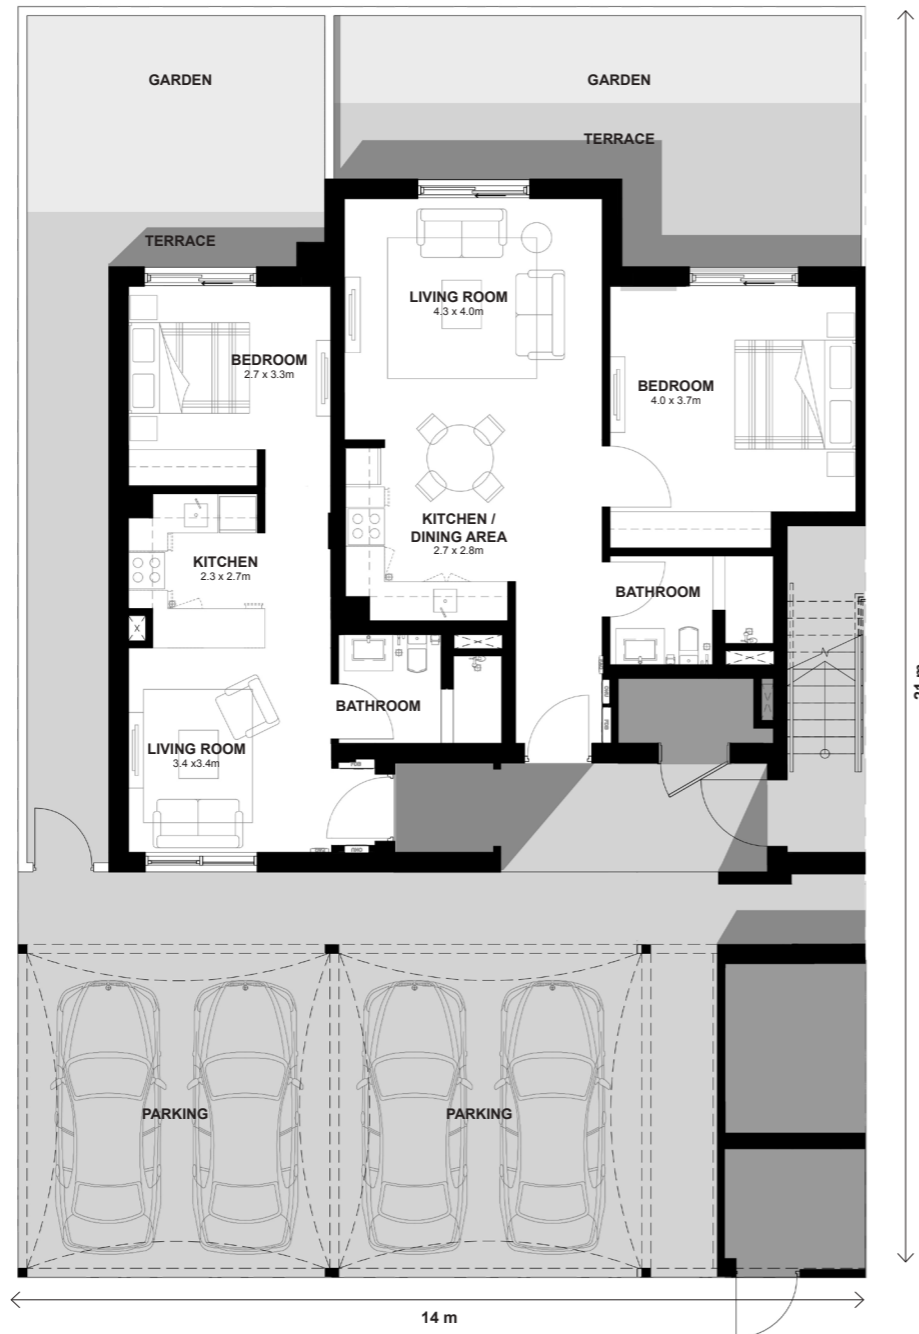 GARDEN
GARDEN
TERRACE
TERRACE
LIVING ROOM
4.3 x 4.0m
BEDROOM
2.7 x 3.3m
BEDROOM
4.0 x 3.7m
KITCHEN /
DINING AREA
2.7 x 2.8m
KITCHEN
2.3 x 2.7m
BATHROOM
BATHROOM
LIVING ROOM
3.4 x3.4m
21 m
PARKING
PARKING
14 m